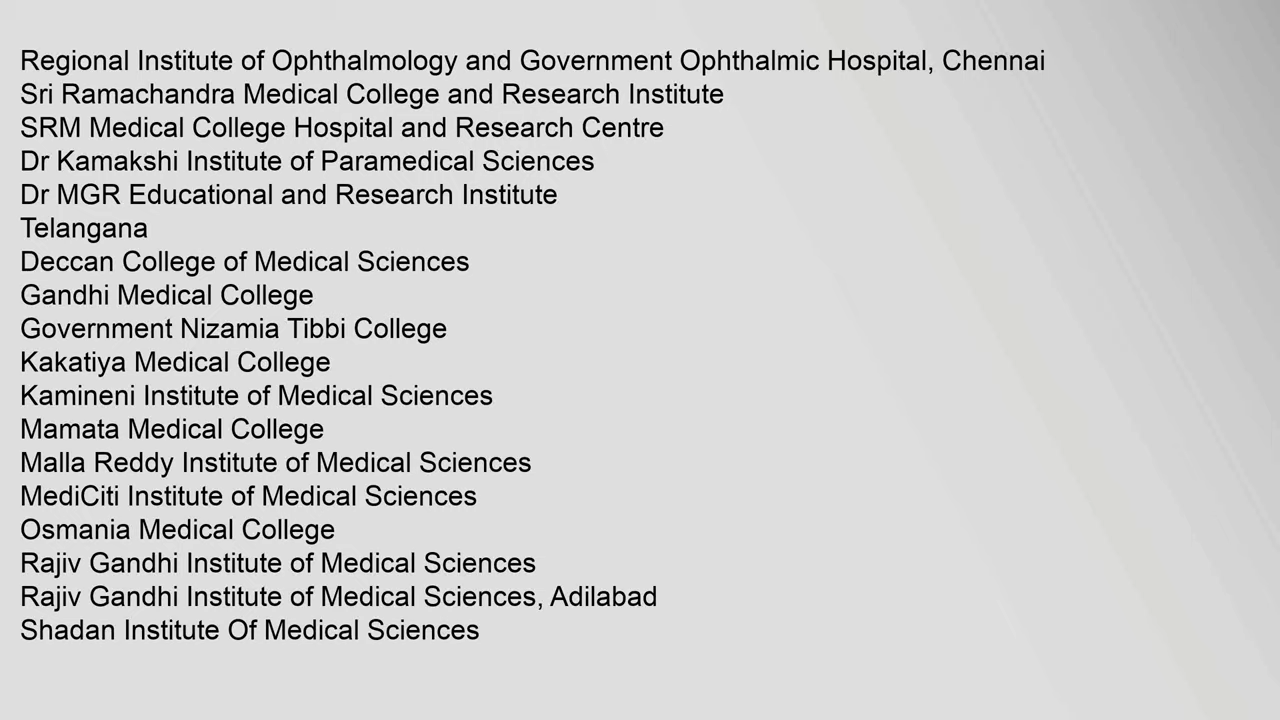 Regional Institute of Ophthalmology and Government Ophthalmic Hospital, Chennai
Sri Ramachandra Medical College and Research Institute
SRM Medical College Hospital and Research Centre
Dr Kamakshi Institute of Paramedical Sciences
Dr MGR Educational and Research Institute
Telangana
Deccan College of Medical Sciences
Gandhi Medical College
Government Nizamia Tibbi College
Kakatiya Medical College
Kamineni Institute of Medical Sciences
Mamata Medical College
Malla Reddy Institute of Medical Sciences
MediCiti Institute of Medical Sciences
Osmania Medical College
Rajiv Gandhi Institute of Medical Sciences
Rajiv Gandhi Institute of Medical Sciences, Adilabad
Shadan Institute Of Medical Sciences